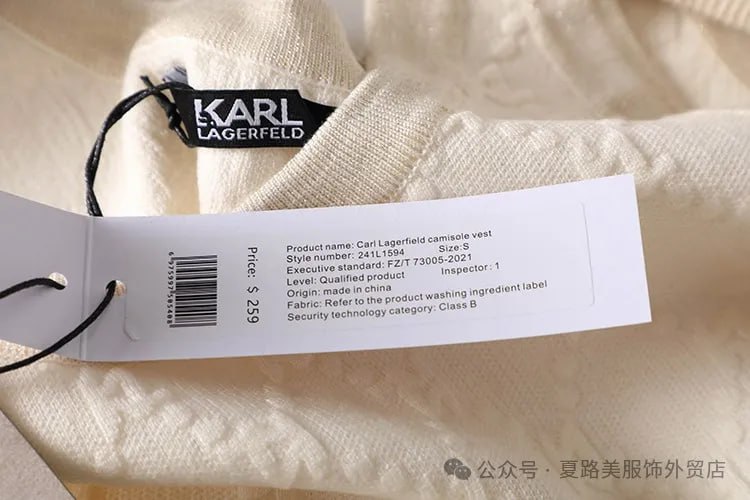 KARL
LAGERFELD
Product name: Carl Lagerfield camisole vest
Style number: 241L1594 Size:S
Executive standard: FZ/T 73005-2021
Level: Qualified product Inspector: 1
Origin: made in china
Fabric: Refer to the product washing ingredient label
Security technology category: Class B
Price: $ 259
公众号 · 夏路美服饰外贸店